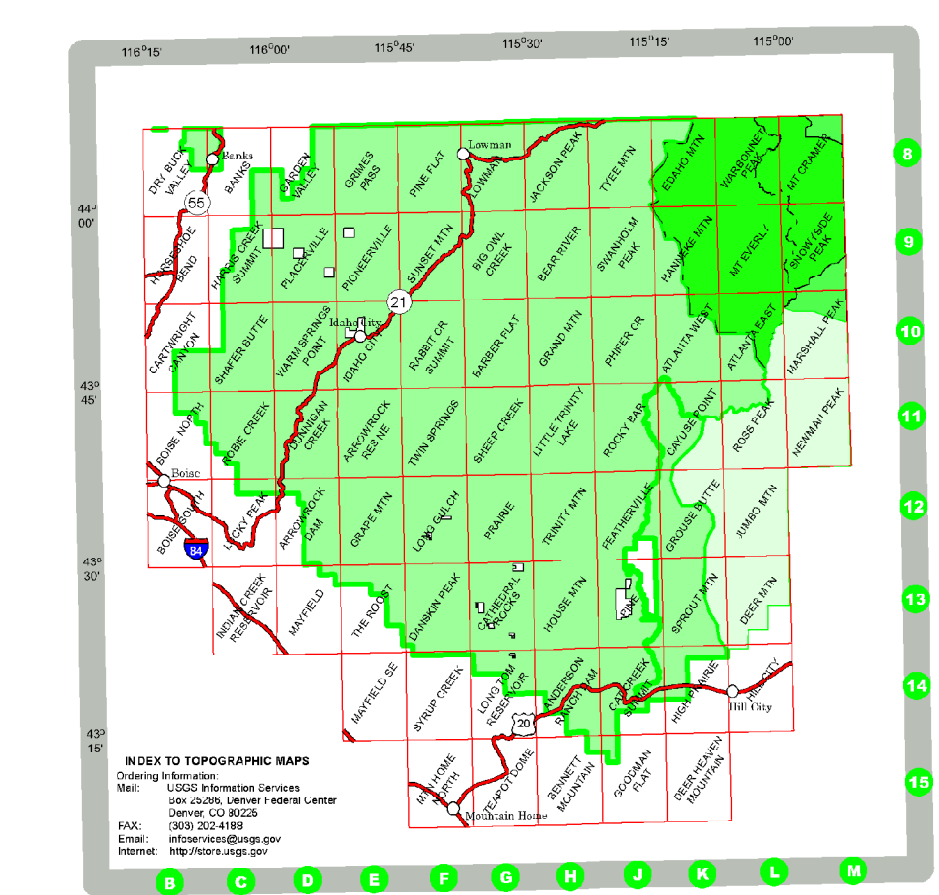 116°15' 116°00' 115°45' 115°30' 115°15' 115°00'
Lowman
Banks
DRY BUCK
VALLEY
BANKS
GARDEN
VALLEY
GRIMES
PASS
PINE FLAT
LOWMAN
JACKSON PEAK
TYEE MTN
EDAHO MTN
WARBONNET
PEAK
MT CRAMER
8
55
44°
00'
HORSESHOE
BEND
HARRIS CREEK
SUMMIT
PLACERVILLE
PIONEERVILLE
SUNSET MTN
BIG OWL
CREEK
BEAR RIVER
SWANHOLM
PEAK
NAHNEKE MTN
MT EVERLY
SNOWYSIDE
PEAK
9
21
Idaho City
CARTWRIGHT
CANYON
SHAFER BUTTE
WARM SPRINGS
POINT
IDAHO CITY
RABBIT CR
SUMMIT
BARBER FLAT
GRAND MTN
PHIFER CR
ATLANTA WEST
ATLANTA EAST
MARSHALL PEAK
10
43°
45'
BOISE NORTH
ROBIE CREEK
DUNNIGAN
CREEK
ARROWROCK
RES NE
TWIN SPRINGS
SHEEP CREEK
LITTLE TRINITY
LAKE
ROCKY BAR
CAYUSE POINT
ROSS PEAK
NEWMAN PEAK
11
Boise
BOISE SOUTH
LUCKY PEAK
ARROWROCK
DAM
GRAPE MTN
LONG GULCH
PRAIRIE
TRINITY MTN
FEATHERVILLE
GROUSE BUTTE
JUMBO MTN
12
84
43°
30'
INDIAN CREEK
RESERVOIR
MAYFIELD
THE ROOST
DANSKIN PEAK
CATHEDRAL
ROCKS
HOUSE MTN
PINE
SPROUT MTN
DEER MTN
13
MAYFIELD SE
SYRUP CREEK
LONG TOM
RESERVOIR
ANDERSON
RANCH DAM
CAT CREEK
SUMMIT
HIGH PRAIRIE
HILL CITY
14
Hill City
20
43°
15'
MTN HOME
NORTH
TEAPOT DOME
BENNETT
MOUNTAIN
GOODMAN
FLAT
DEER HEAVEN
MOUNTAIN
15
Mountain Home
INDEX TO TOPOGRAPHIC MAPS
Ordering Information:
Mail: USGS Information Services
Box 25286, Denver Federal Center
Denver, CO 80225
FAX: (303) 202-4188
Email: infoservices@usgs.gov
Internet: http://store.usgs.gov
B C D E F G H J K L M